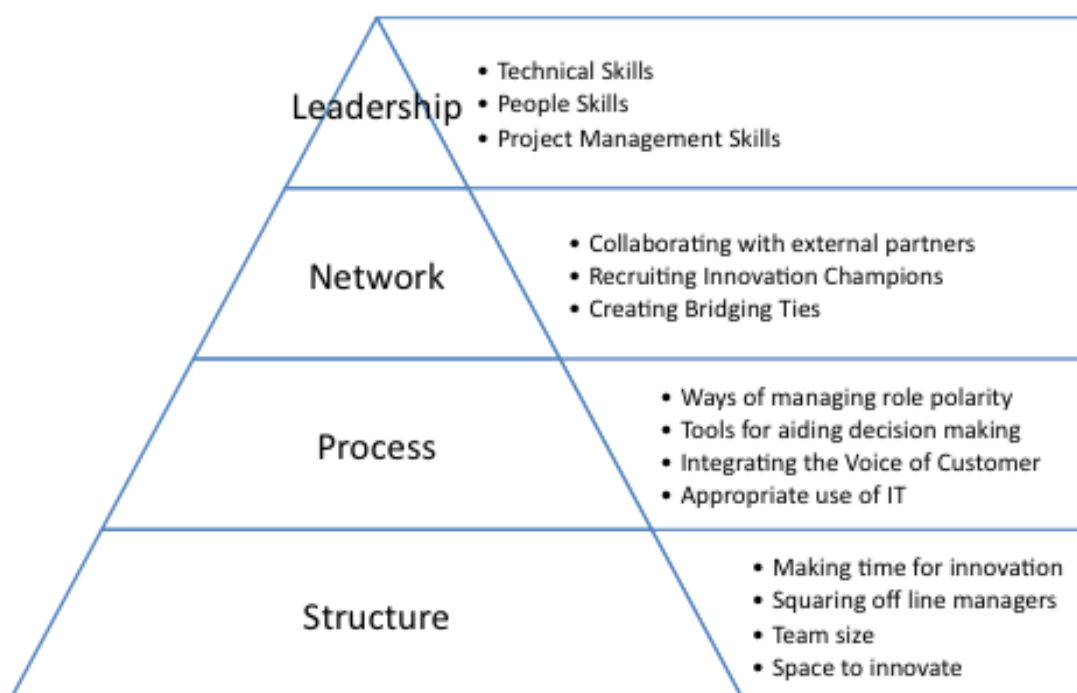 Leadership
• Technical Skills
• People Skills
• Project Management Skills
Network
• Collaborating with external partners
• Recruiting Innovation Champions
• Creating Bridging Ties
Process
• Ways of managing role polarity
• Tools for aiding decision making
• Integrating the Voice of Customer
• Appropriate use of IT
Structure
• Making time for innovation
• Squaring off line managers
• Team size
• Space to innovate